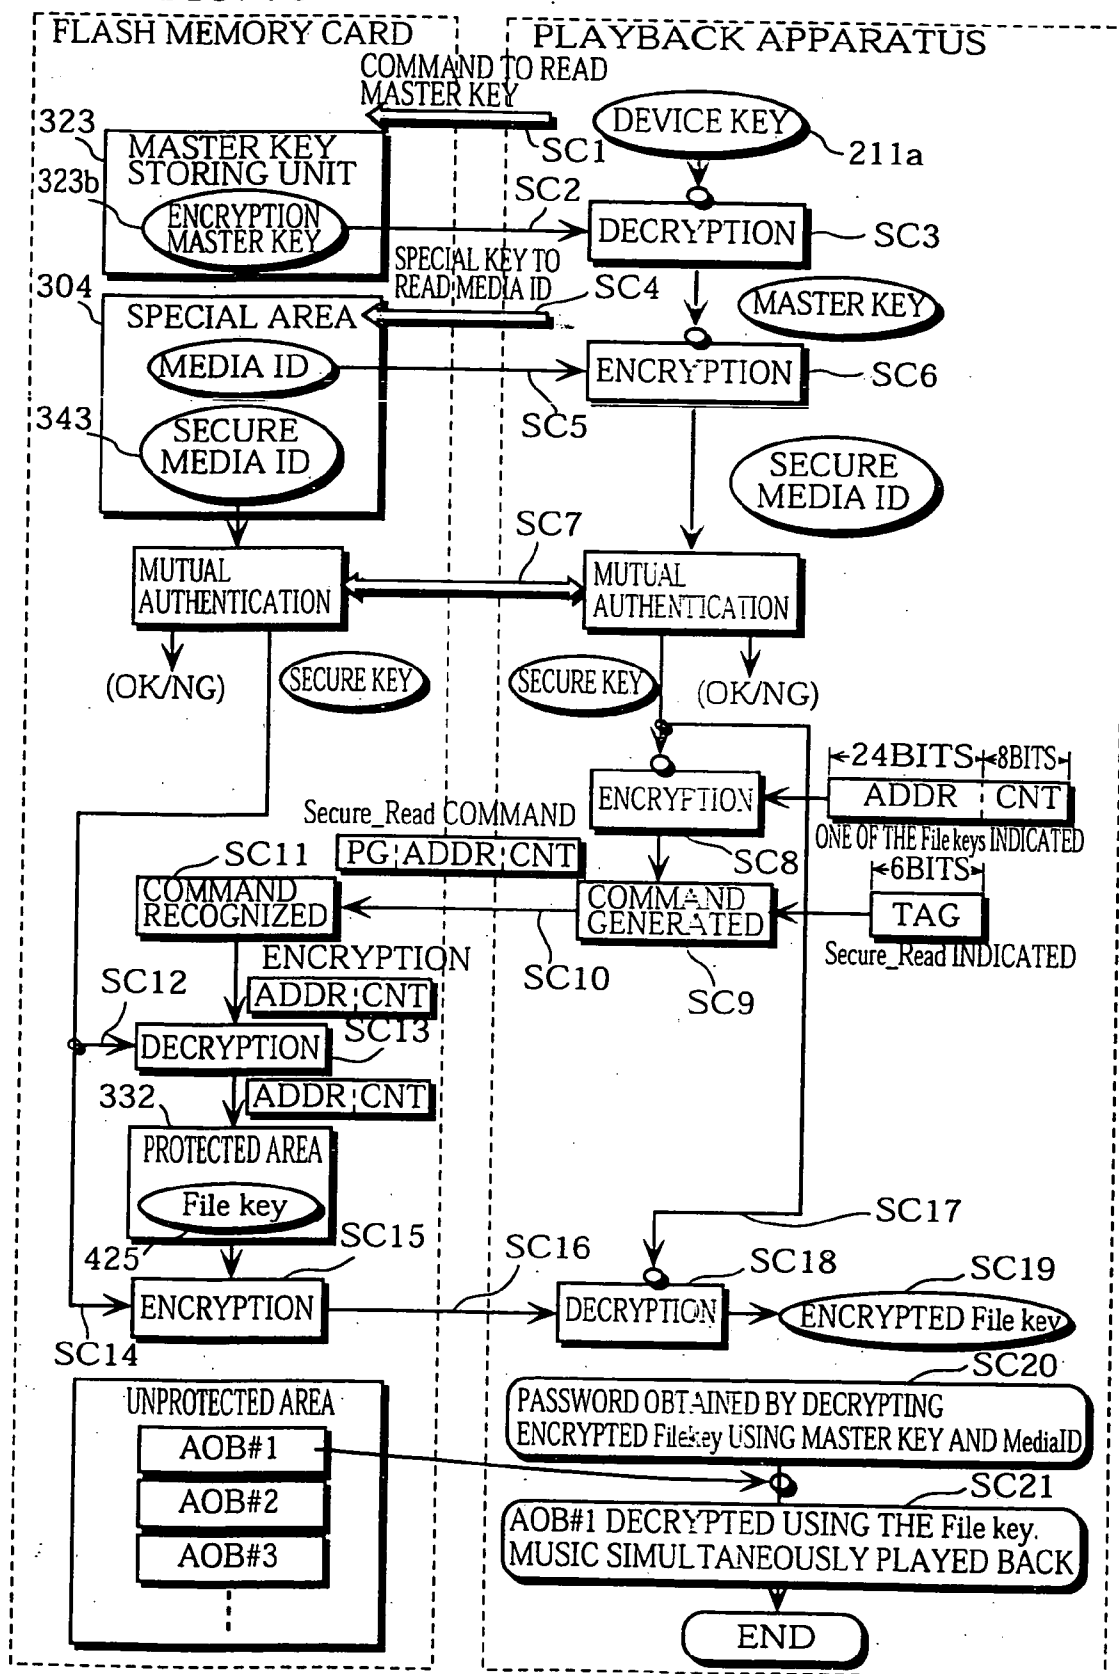 FLASH MEMORY CARD
PLAYBACK APPARATUS
COMMAND TO READ
MASTER KEY
SC1
DEVICE KEY
211a
323
MASTER KEY
STORING UNIT
323b
ENCRYPTION
MASTER KEY
SC2
DECRYPTION
SC3
SPECIAL KEY TO
READ MEDIA ID
SC4
MASTER KEY
304
SPECIAL AREA
MEDIA ID
SC5
ENCRYPTION
SC6
343
SECURE
MEDIA ID
SECURE
MEDIA ID
SC7
MUTUAL
AUTHENTICATION
MUTUAL
AUTHENTICATION
(OK/NG)
SECURE KEY
SECURE KEY
(OK/NG)
24BITS
8BITS
ENCRYPTION
ADDR
CNT
ONE OF THE File keys INDICATED
SC8
Secure_Read COMMAND
PG ADDR CNT
SC11
COMMAND
RECOGNIZED
SC10
COMMAND
GENERATED
SC9
6BITS
TAG
Secure_Read INDICATED
ENCRYPTION
ADDR CNT
SC12
DECRYPTION
SC13
ADDR CNT
332
PROTECTED AREA
File key
425
SC15
ENCRYPTION
SC14
SC16
SC17
DECRYPTION
SC18
SC19
ENCRYPTED File key
SC20
PASSWORD OBTAINED BY DECRYPTING
ENCRYPTED Filekey USING MASTER KEY AND MediaID
UNPROTECTED AREA
AOB#1
AOB#2
AOB#3
SC21
AOB#1 DECRYPTED USING THE File key.
MUSIC SIMULTANEOUSLY PLAYED BACK
END